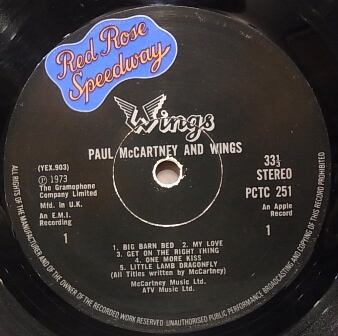 Red Rose
Speedway
Wings
PAUL McCARTNEY AND WINGS
(YEX.903)
Ⓟ 1973
The Gramophone
Company Limited
Mfd. in U.K.
An E.M.I.
Recording
1
33⅓
STEREO
PCTC 251
An Apple
Record
1
1. BIG BARN BED 2. MY LOVE
3. GET ON THE RIGHT THING
4. ONE MORE KISS
5. LITTLE LAMB DRAGONFLY
(All Titles written by McCartney)
McCartney Music Ltd.
ATV Music Ltd.
ALL RIGHTS OF THE MANUFACTURER AND OF THE OWNER OF THE RECORDED WORK RESERVED UNAUTHORISED PUBLIC PERFORMANCE BROADCASTING AND COPYING OF THIS RECORD PROHIBITED